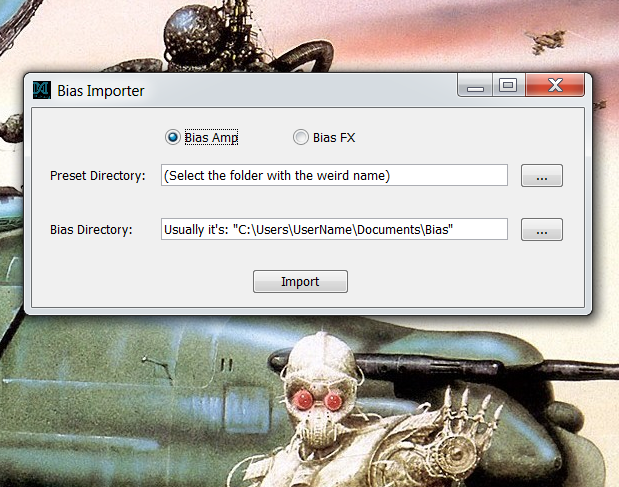 Bias Importer
Bias Amp Bias FX
Preset Directory: (Select the folder with the weird name) ...
Bias Directory: Usually it's: "C:\Users\UserName\Documents\Bias" ...
Import